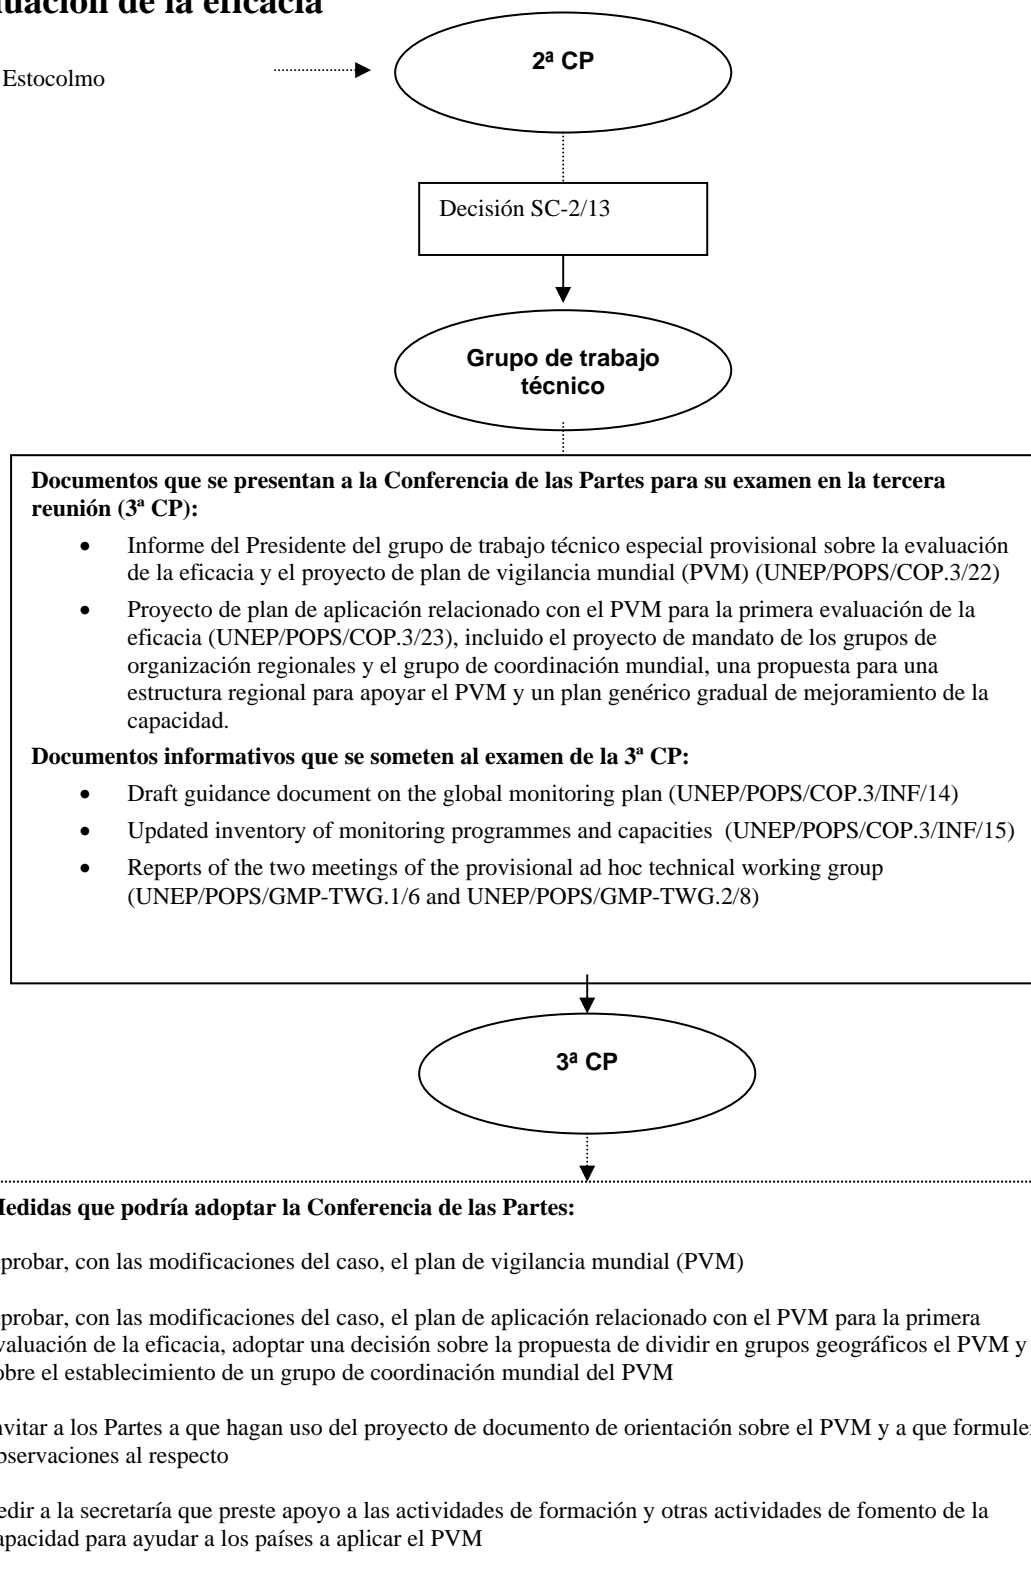 luación de la eficacia
2ª CP
Estocolmo
Decisión SC-2/13
Grupo de trabajo
técnico
Documentos que se presentan a la Conferencia de las Partes para su examen en la tercera
reunión (3ª CP):
• Informe del Presidente del grupo de trabajo técnico especial provisional sobre la evaluación
de la eficacia y el proyecto de plan de vigilancia mundial (PVM) (UNEP/POPS/COP.3/22)
• Proyecto de plan de aplicación relacionado con el PVM para la primera evaluación de la
eficacia (UNEP/POPS/COP.3/23), incluido el proyecto de mandato de los grupos de
organización regionales y el grupo de coordinación mundial, una propuesta para una
estructura regional para apoyar el PVM y un plan genérico gradual de mejoramiento de la
capacidad.
Documentos informativos que se someten al examen de la 3ª CP:
• Draft guidance document on the global monitoring plan (UNEP/POPS/COP.3/INF/14)
• Updated inventory of monitoring programmes and capacities (UNEP/POPS/COP.3/INF/15)
• Reports of the two meetings of the provisional ad hoc technical working group
(UNEP/POPS/GMP-TWG.1/6 and UNEP/POPS/GMP-TWG.2/8)
3ª CP
Medidas que podría adoptar la Conferencia de las Partes:
probar, con las modificaciones del caso, el plan de vigilancia mundial (PVM)
probar, con las modificaciones del caso, el plan de aplicación relacionado con el PVM para la primera
valuación de la eficacia, adoptar una decisión sobre la propuesta de dividir en grupos geográficos el PVM y
obre el establecimiento de un grupo de coordinación mundial del PVM
nvitar a los Partes a que hagan uso del proyecto de documento de orientación sobre el PVM y a que formule
bservaciones al respecto
edir a la secretaría que preste apoyo a las actividades de formación y otras actividades de fomento de la
apacidad para ayudar a los países a aplicar el PVM